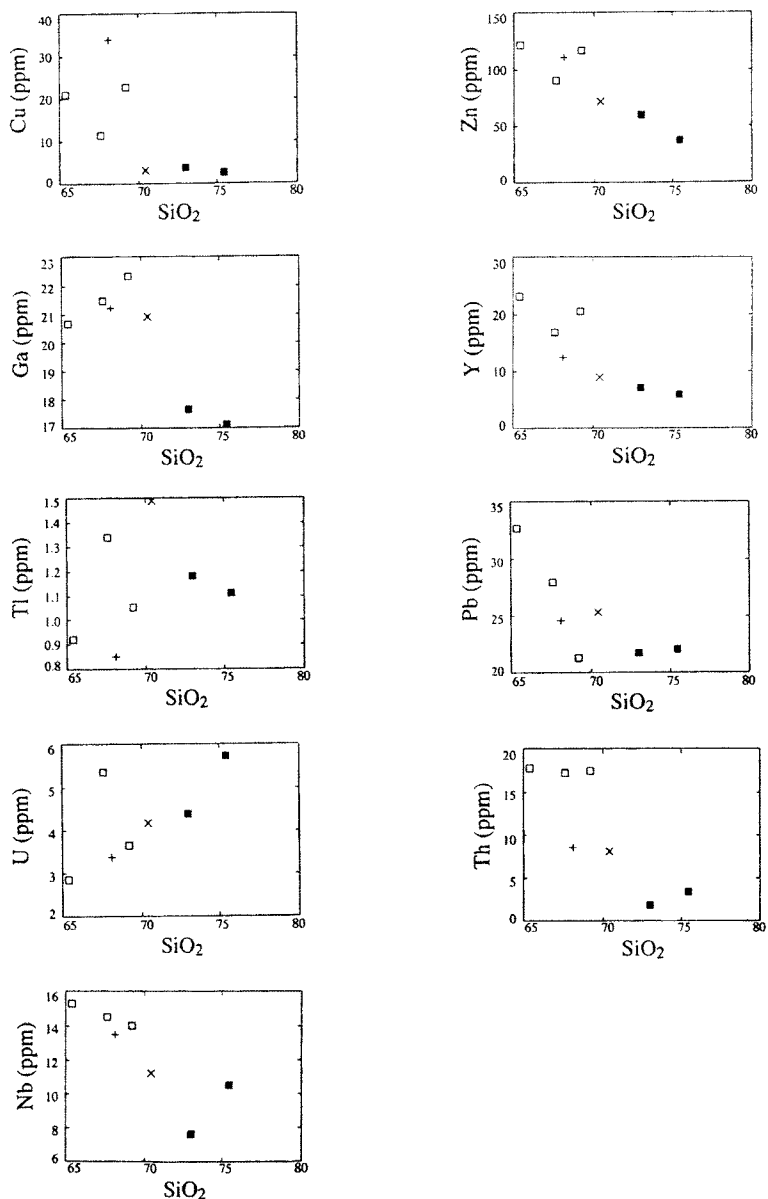 Cu (ppm)
40
30
20
10
0
65 70 75 80
SiO2
Zn (ppm)
150
100
50
0
65 70 75 80
SiO2
Ga (ppm)
23
22
21
20
19
18
17
65 70 75 80
SiO2
Y (ppm)
30
20
10
0
65 70 75 80
SiO2
Tl (ppm)
1.5
1.4
1.3
1.2
1.1
1.0
0.9
0.8
65 70 75 80
SiO2
Pb (ppm)
35
30
25
20
65 70 75 80
SiO2
U (ppm)
6
5
4
3
2
65 70 75 80
SiO2
Th (ppm)
20
15
10
5
0
65 70 75 80
SiO2
Nb (ppm)
16
14
12
10
8
6
65 70 75 80
SiO2